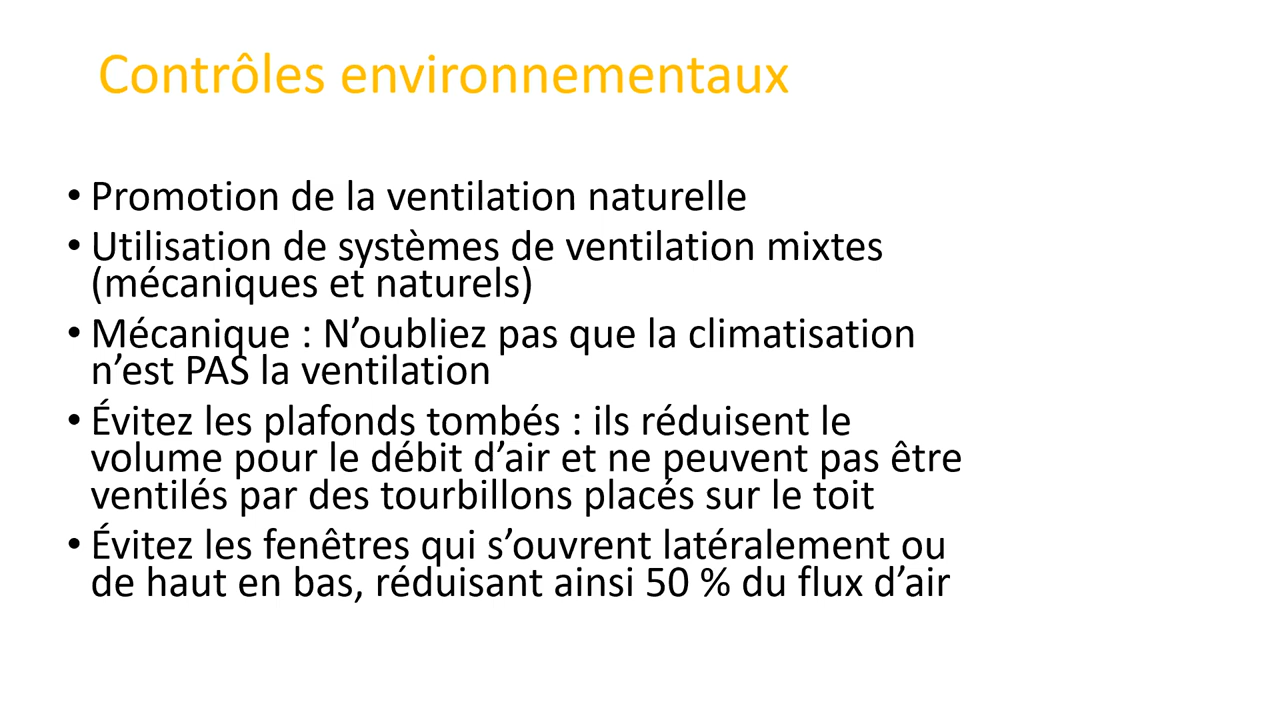 Contrôles environnementaux
• Promotion de la ventilation naturelle
• Utilisation de systèmes de ventilation mixtes
(mécaniques et naturels)
• Mécanique : N’oubliez pas que la climatisation
n’est PAS la ventilation
• Évitez les plafonds tombés : ils réduisent le
volume pour le débit d’air et ne peuvent pas être
ventilés par des tourbillons placés sur le toit
• Évitez les fenêtres qui s’ouvrent latéralement ou
de haut en bas, réduisant ainsi 50 % du flux d’air